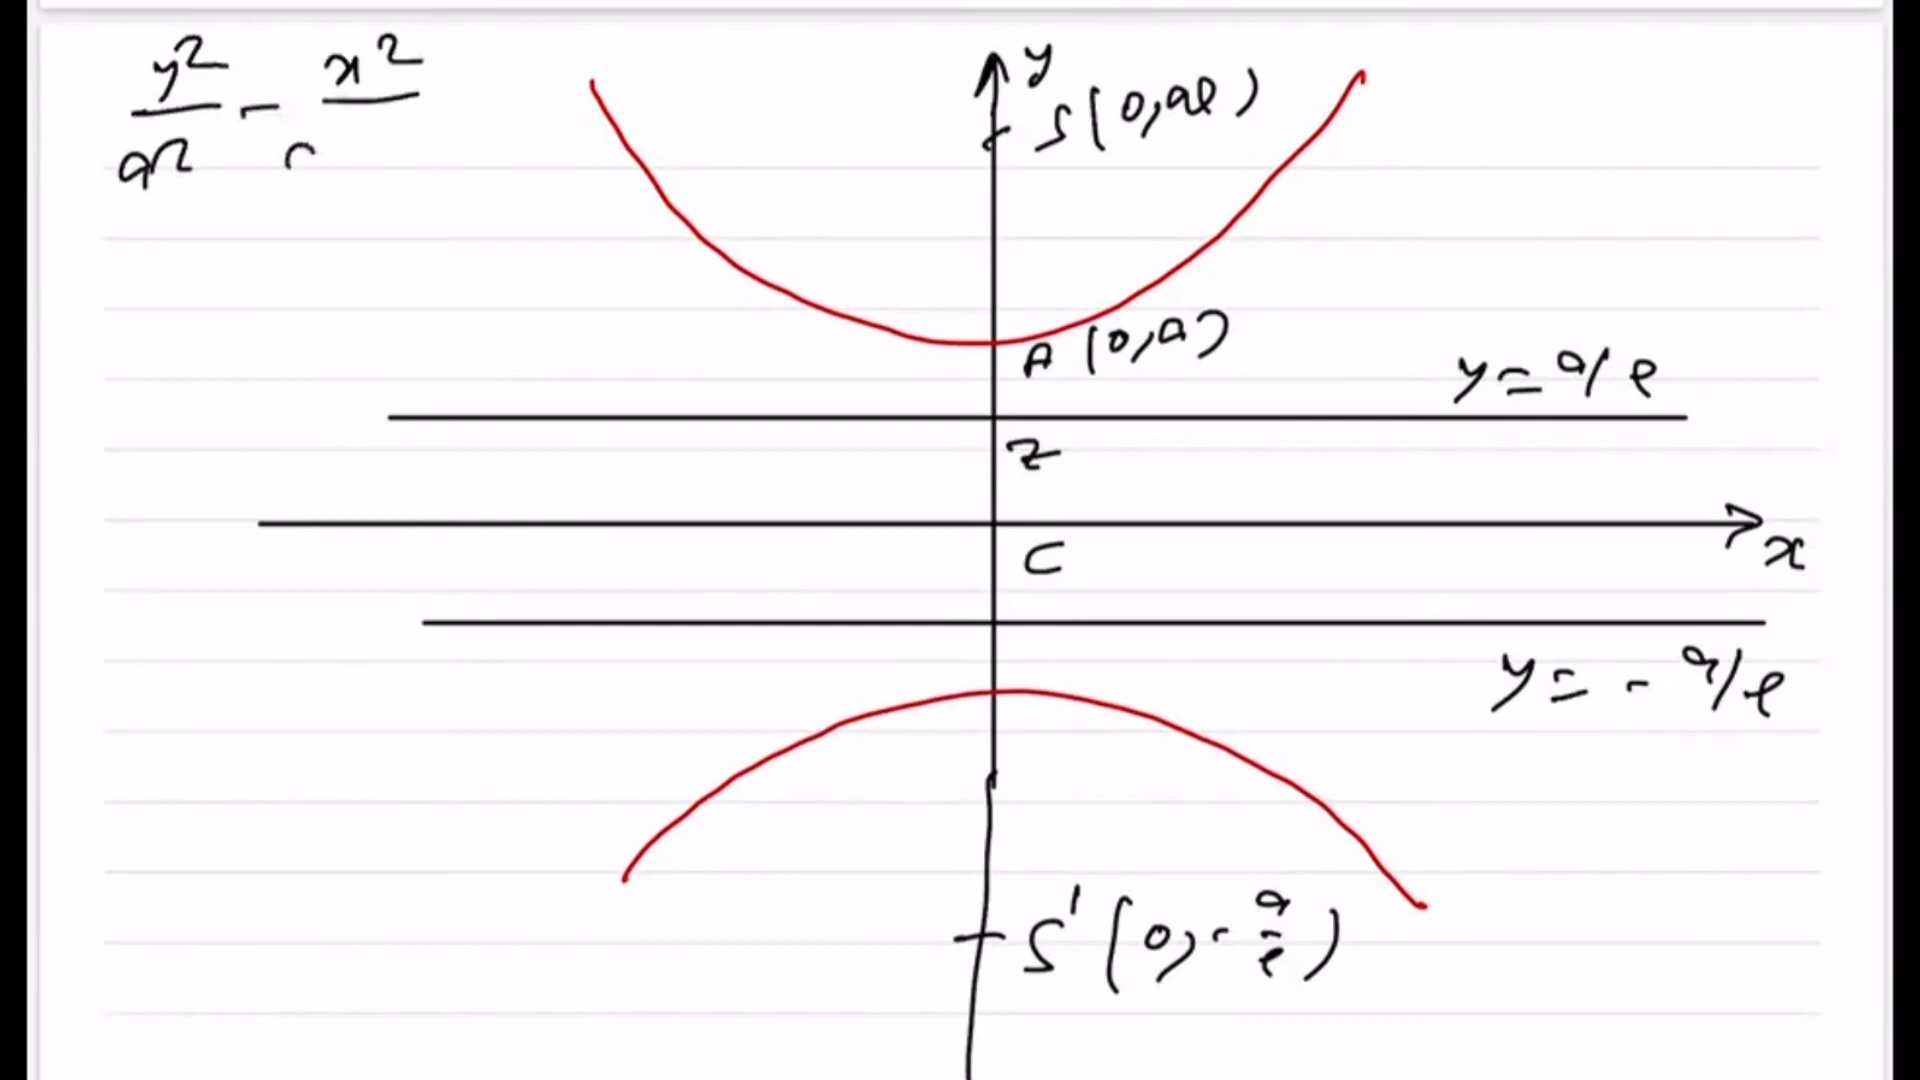 y² / a² - x²
y
S(0, ae)
A (0, a)
y = a/e
Z
C
x
y = - a/e
S' (0, - a/e)